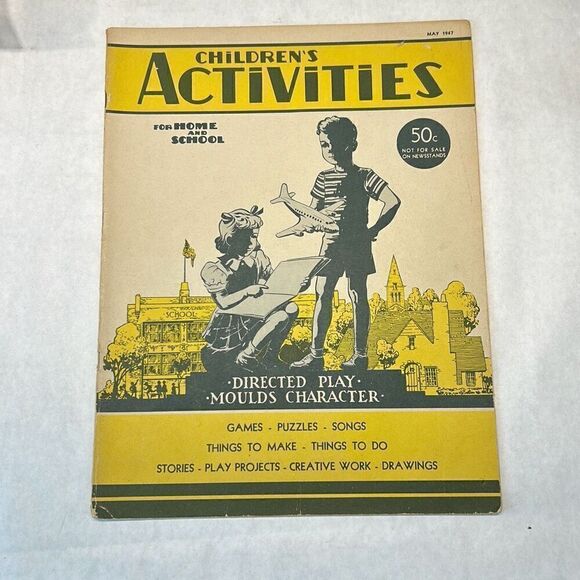 MAY 1947
CHILDREN'S
ACTIVITIES
FOR HOME
AND
SCHOOL
50c
NOT FOR SALE
ON NEWSSTANDS
SCHOOL
·DIRECTED PLAY·
·MOULDS CHARACTER·
GAMES - PUZZLES - SONGS
THINGS TO MAKE - THINGS TO DO
STORIES - PLAY PROJECTS - CREATIVE WORK - DRAWINGS